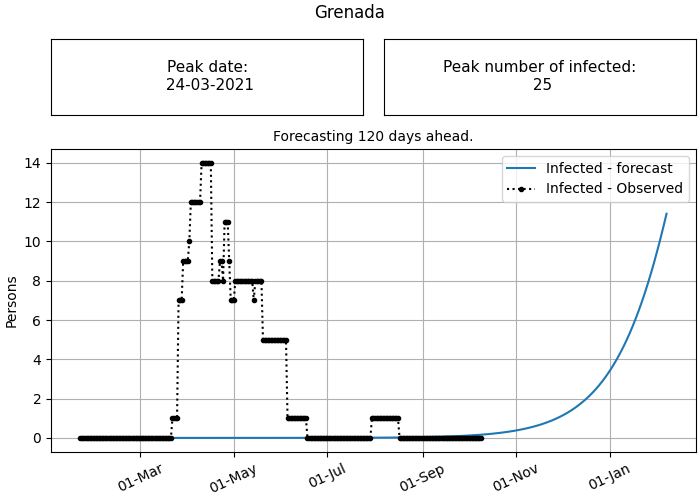 Grenada
Peak date:
24-03-2021
Peak number of infected:
25
Forecasting 120 days ahead.
Infected - forecast
Infected - Observed
Persons
14
12
10
8
6
4
2
0
01-Mar
01-May
01-Jul
01-Sep
01-Nov
01-Jan